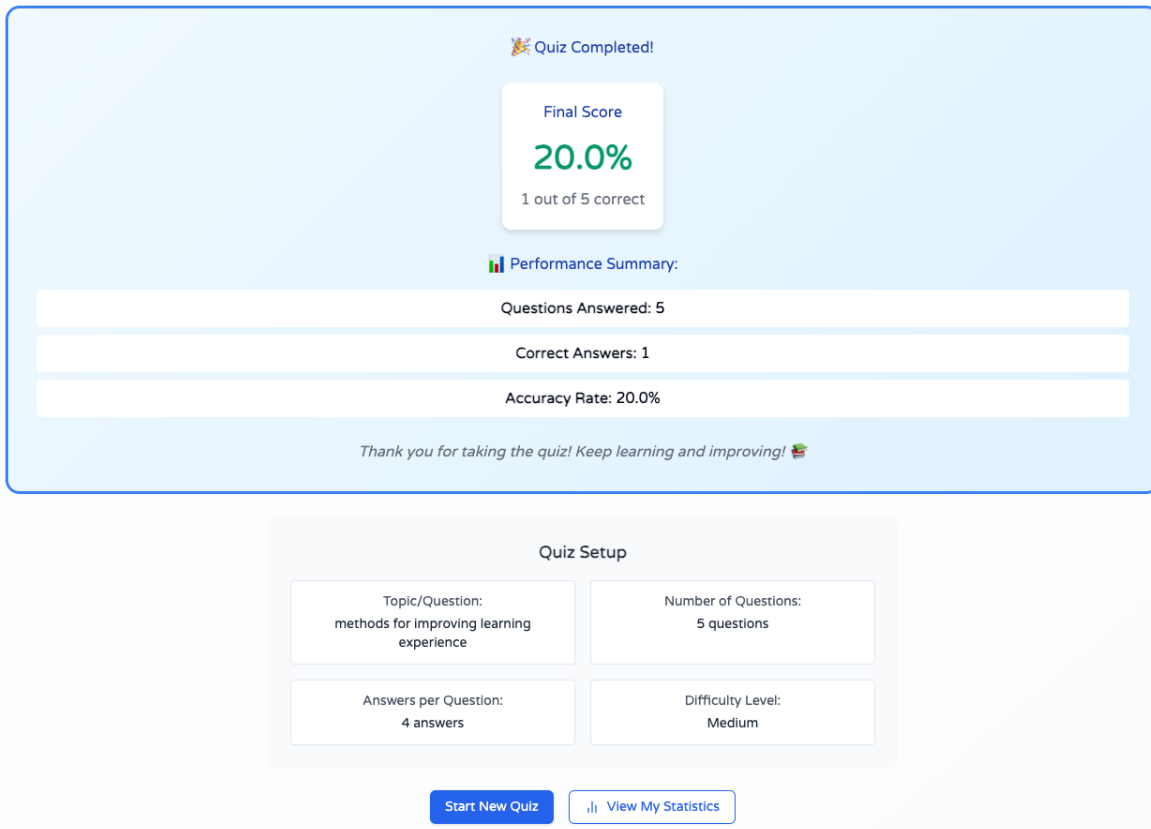 🎉 Quiz Completed!
Final Score
20.0%
1 out of 5 correct
📊 Performance Summary:
Questions Answered: 5
Correct Answers: 1
Accuracy Rate: 20.0%
Thank you for taking the quiz! Keep learning and improving! 📚
Quiz Setup
Topic/Question:
methods for improving learning
experience
Number of Questions:
5 questions
Answers per Question:
4 answers
Difficulty Level:
Medium
Start New Quiz
View My Statistics